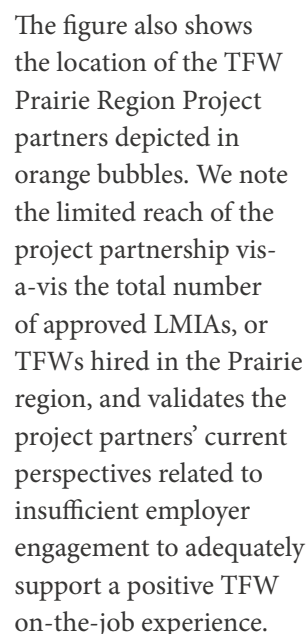 The figure also shows
the location of the TFW
Prairie Region Project
partners depicted in
orange bubbles. We note
the limited reach of the
project partnership vis-
a-vis the total number
of approved LMIAs, or
TFWs hired in the Prairie
region, and validates the
project partners’ current
perspectives related to
insufficient employer
engagement to adequately
support a positive TFW
on-the-job experience.